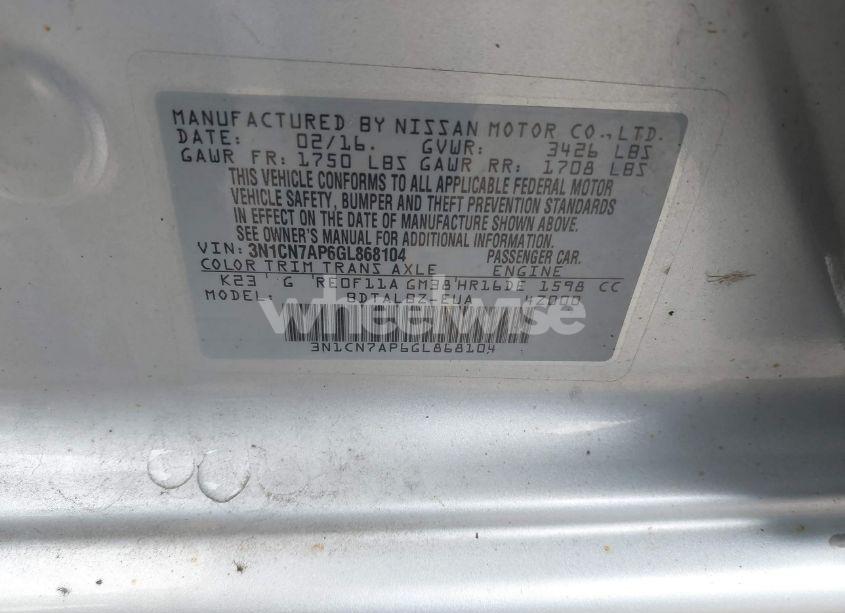 MANUFACTURED BY NISSAN MOTOR CO., LTD.
DATE: 02/16. GVWR: 3426 LBS
GAWR FR: 1750 LBS GAWR RR: 1708 LBS
THIS VEHICLE CONFORMS TO ALL APPLICABLE FEDERAL MOTOR
VEHICLE SAFETY, BUMPER AND THEFT PREVENTION STANDARDS
IN EFFECT ON THE DATE OF MANUFACTURE SHOWN ABOVE.
SEE OWNER'S MANUAL FOR ADDITIONAL INFORMATION.
VIN: 3N1CN7AP6GL868104 PASSENGER CAR.
COLOR TRIM TRANS AXLE ENGINE
K23 G RE0F11A GM38 HR16DE 1598 CC
MODEL: BDTALBZ-EUA 4Z000
wheelwise
3N1CN7AP6GL868104